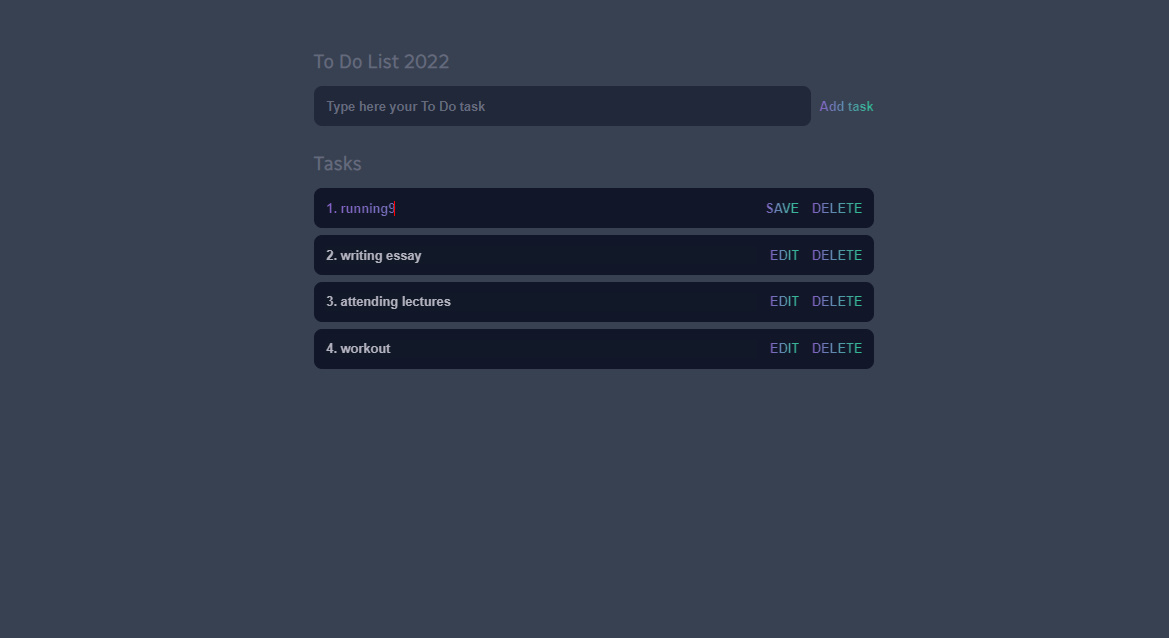 To Do List 2022
Type here your To Do task Add task
Tasks
1. running9 SAVE DELETE
2. writing essay EDIT DELETE
3. attending lectures EDIT DELETE
4. workout EDIT DELETE